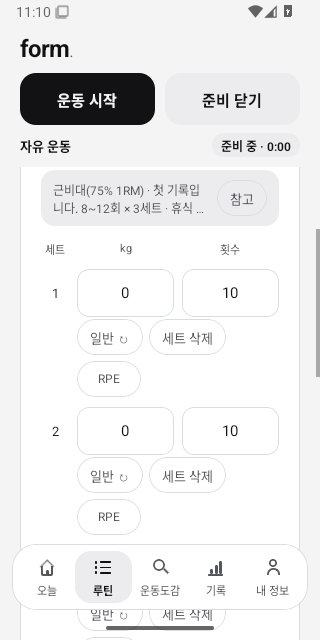 11:10
form.
운동 시작
준비 닫기
자유 운동
준비 중 · 0:00
근비대(75% 1RM) · 첫 기록입
니다. 8~12회 × 3세트 · 휴식 ...
참고
세트 kg 횟수
1 0 10
일반 세트 삭제
RPE
2 0 10
일반 세트 삭제
RPE
오늘 루틴 운동도감 기록 내 정보
일반 세트 삭제